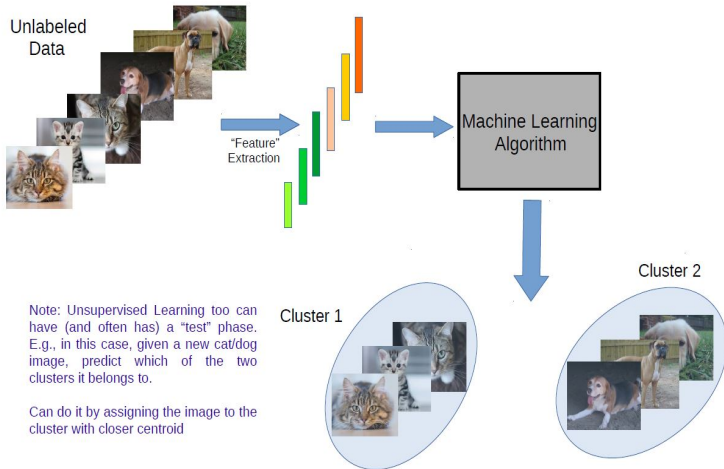 Unlabeled
Data
“Feature”
Extraction
Machine Learning
Algorithm
Cluster 2
Cluster 1
Note: Unsupervised Learning too can
have (and often has) a “test” phase.
E.g., in this case, given a new cat/dog
image, predict which of the two
clusters it belongs to.
Can do it by assigning the image to the
cluster with closer centroid